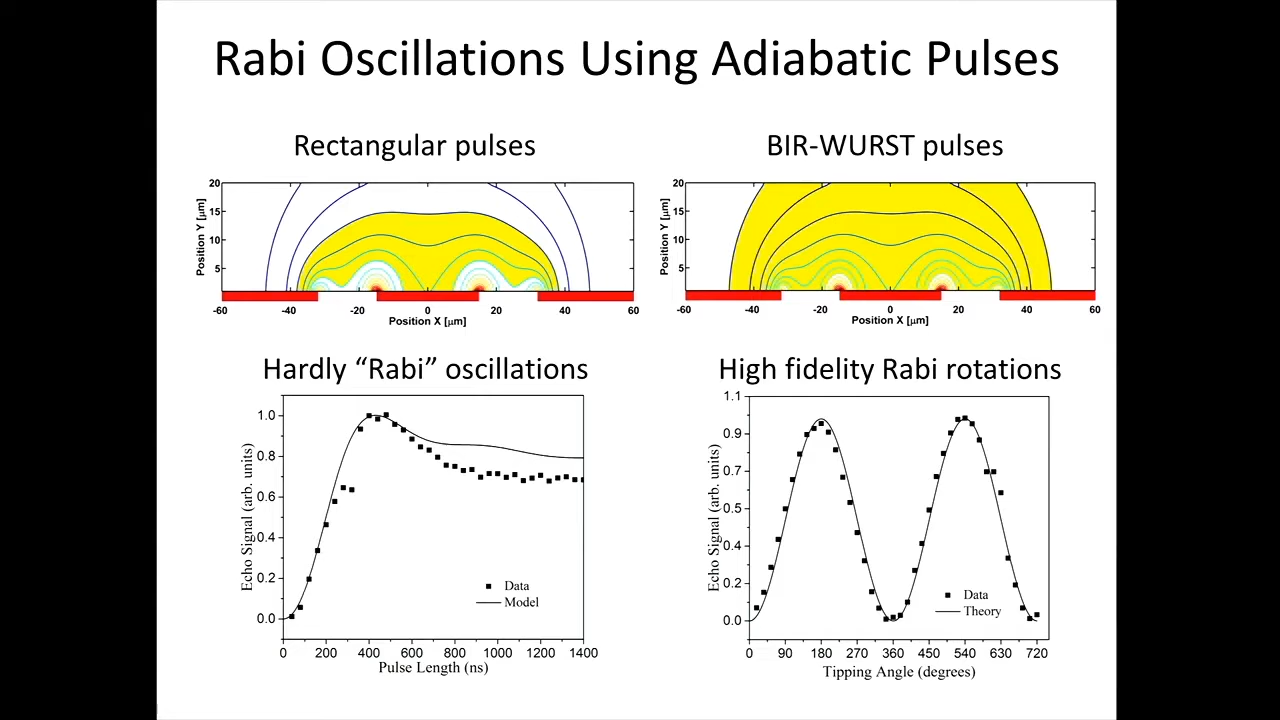 Rabi Oscillations Using Adiabatic Pulses
Rectangular pulses
20
15
10
5
Position Y [µm]
-60 -40 -20 0 20 40 60
Position X [µm]
BIR-WURST pulses
20
15
10
5
Position Y [µm]
-60 -40 -20 0 20 40 60
Position X [µm]
Hardly “Rabi” oscillations
1.0
0.8
0.6
0.4
0.2
0.0
Echo Signal (arb. units)
Data
Model
0 200 400 600 800 1000 1200 1400
Pulse Length (ns)
High fidelity Rabi rotations
1.1
0.9
0.7
0.5
0.4
0.2
0.0
Echo Signal (arb. units)
Data
Theory
0 90 180 270 360 450 540 630 720
Tipping Angle (degrees)